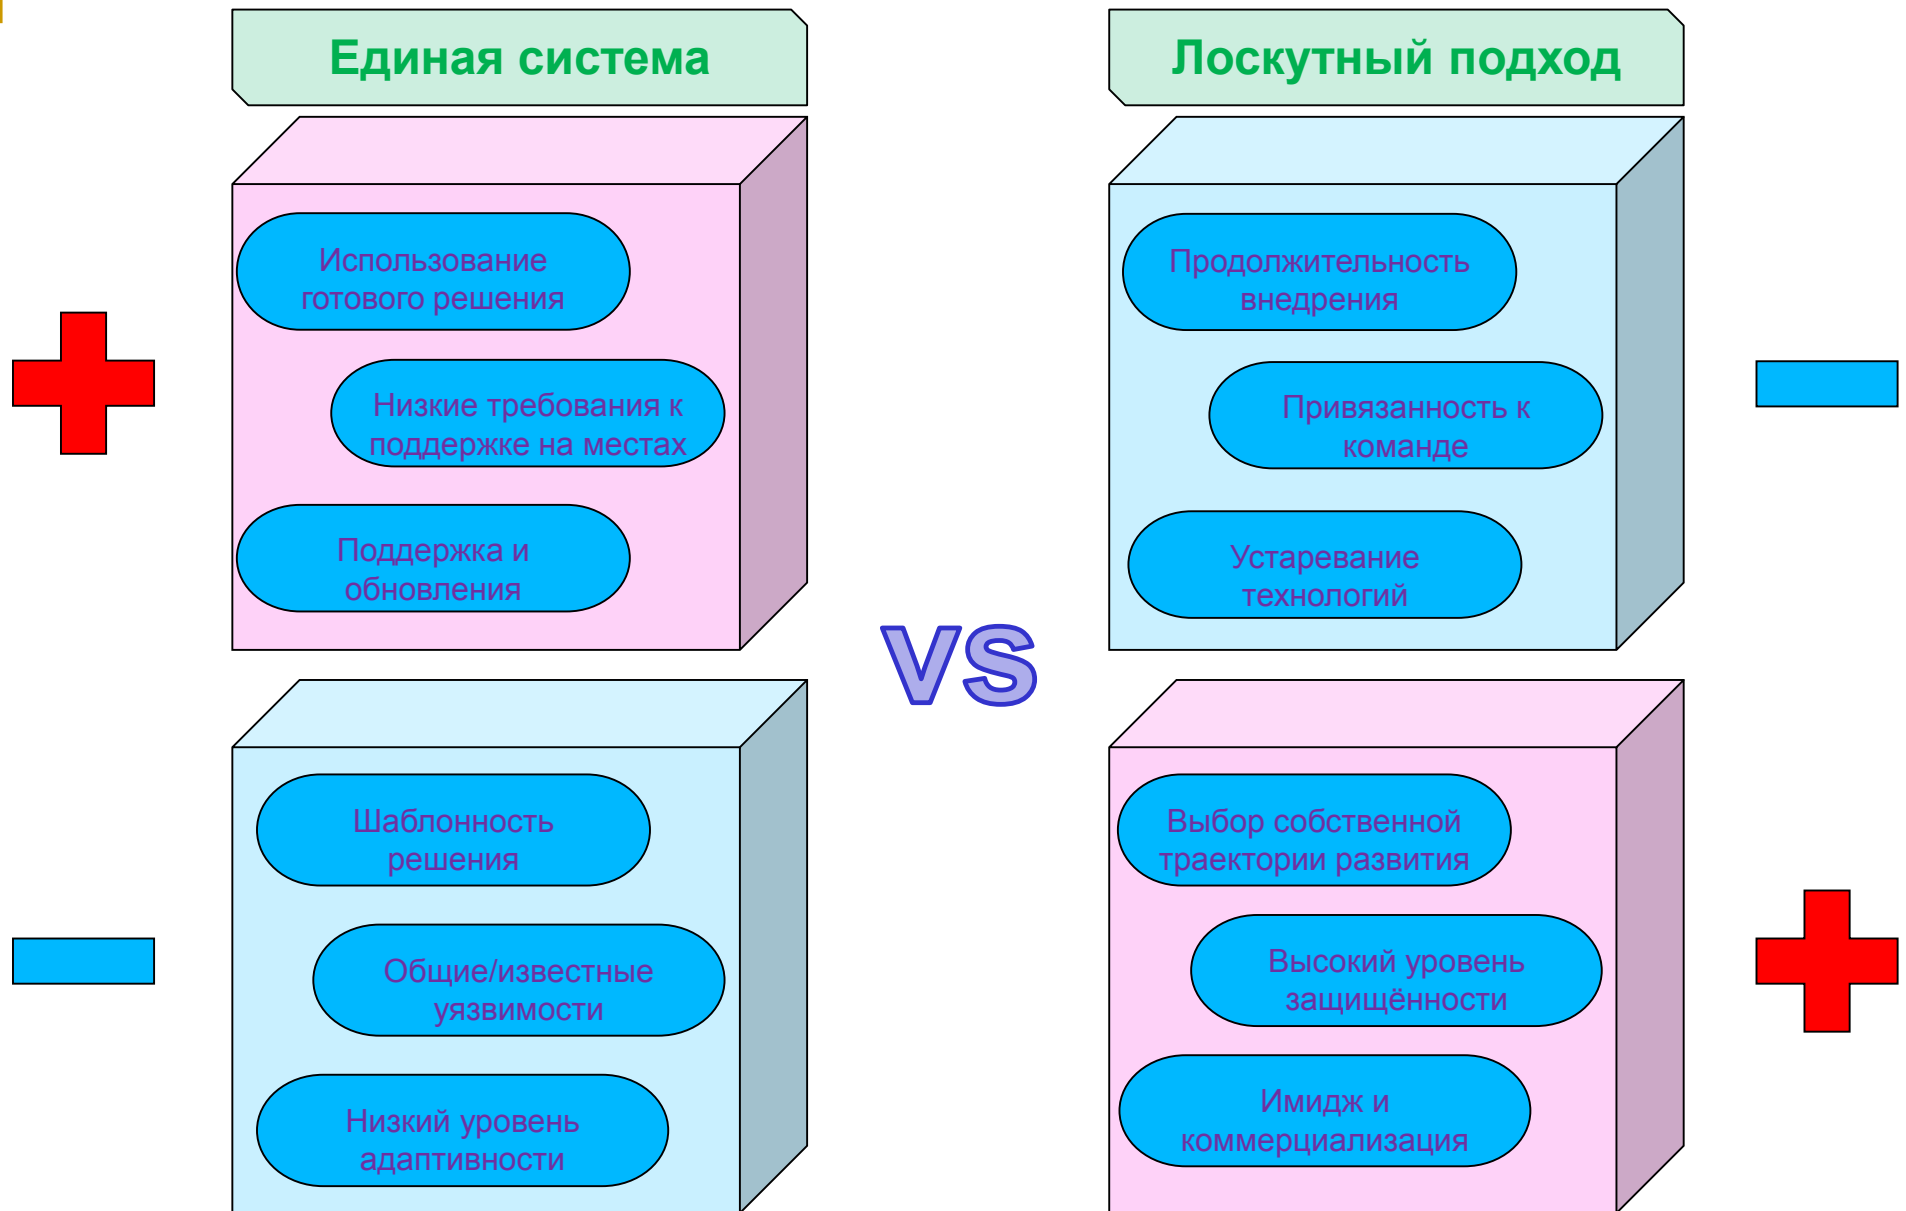 Единая система
Использование
готового решения
Низкие требования к
поддержке на местах
Поддержка и
обновления
Шаблонность
решения
Общие/известные
уязвимости
Низкий уровень
адаптивности
VS
Лоскутный подход
Продолжительность
внедрения
Привязанность к
команде
Устаревание
технологий
Выбор собственной
траектории развития
Высокий уровень
защищённости
Имидж и
коммерциализация